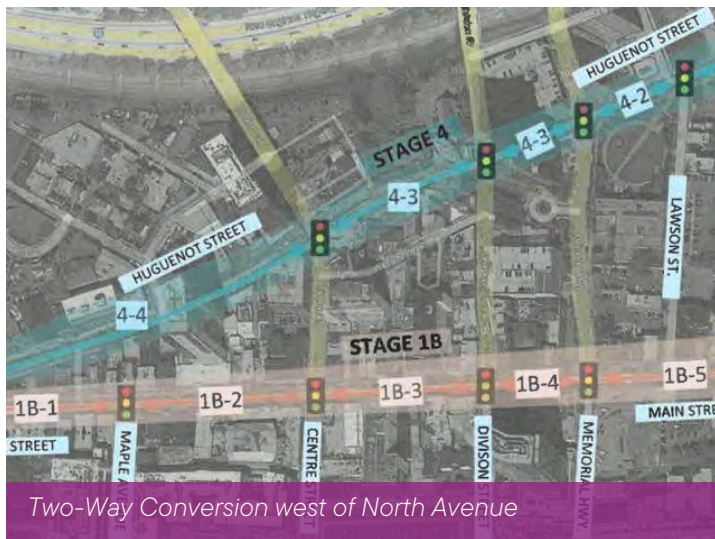 HUGUENOT STREET
4-2
4-3
STAGE 4
4-3
LAWSON ST.
HUGUENOT STREET
4-4
STAGE 1B
1B-1
1B-2
1B-3
1B-4
1B-5
STREET
MAIN STRE
MAPLE AV
CENTRE ST
DIVISON STREET
MEMORIAL HWY.
Two-Way Conversion west of North Avenue